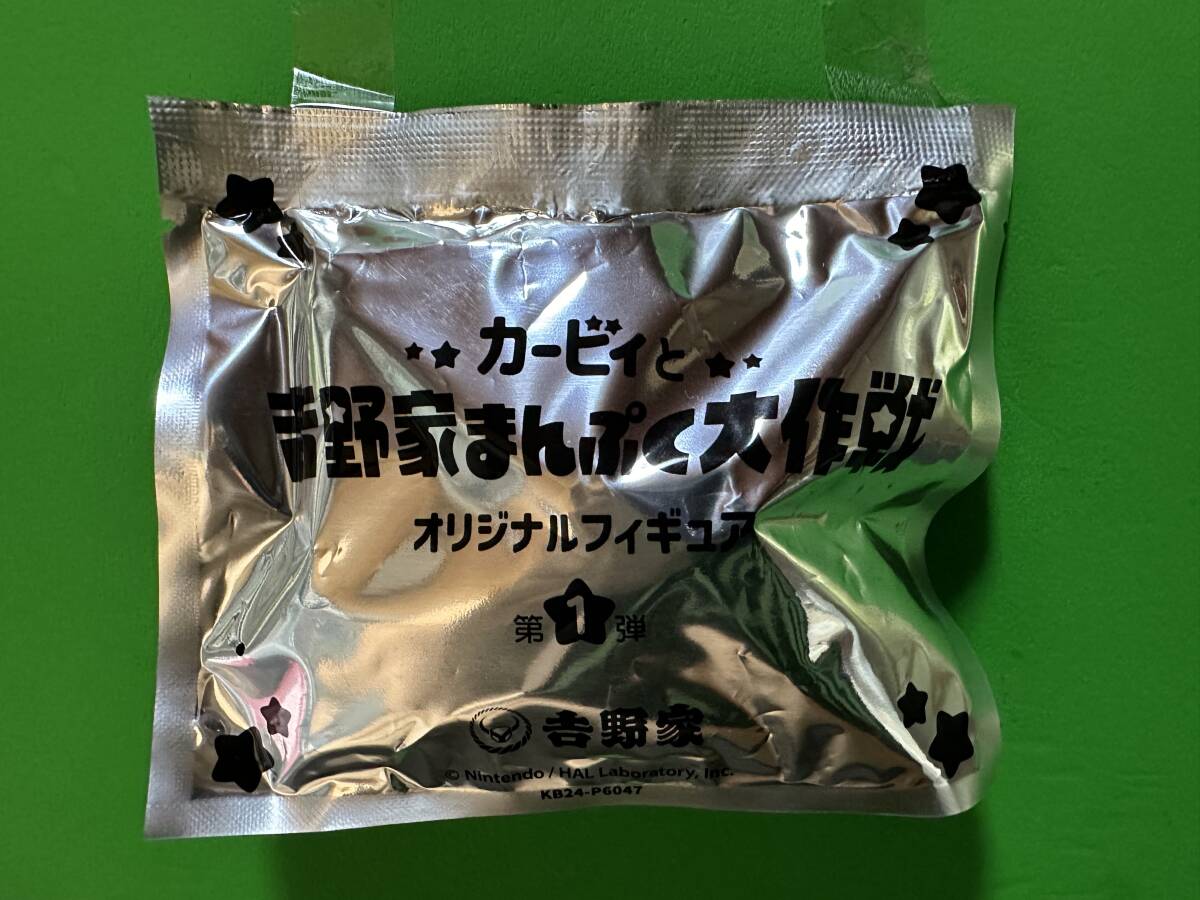 カービィと
吉野家まんぷく大作戦
オリジナルフィギュア
第1弾
吉野家
© Nintendo / HAL Laboratory, Inc.
KB24-P6047